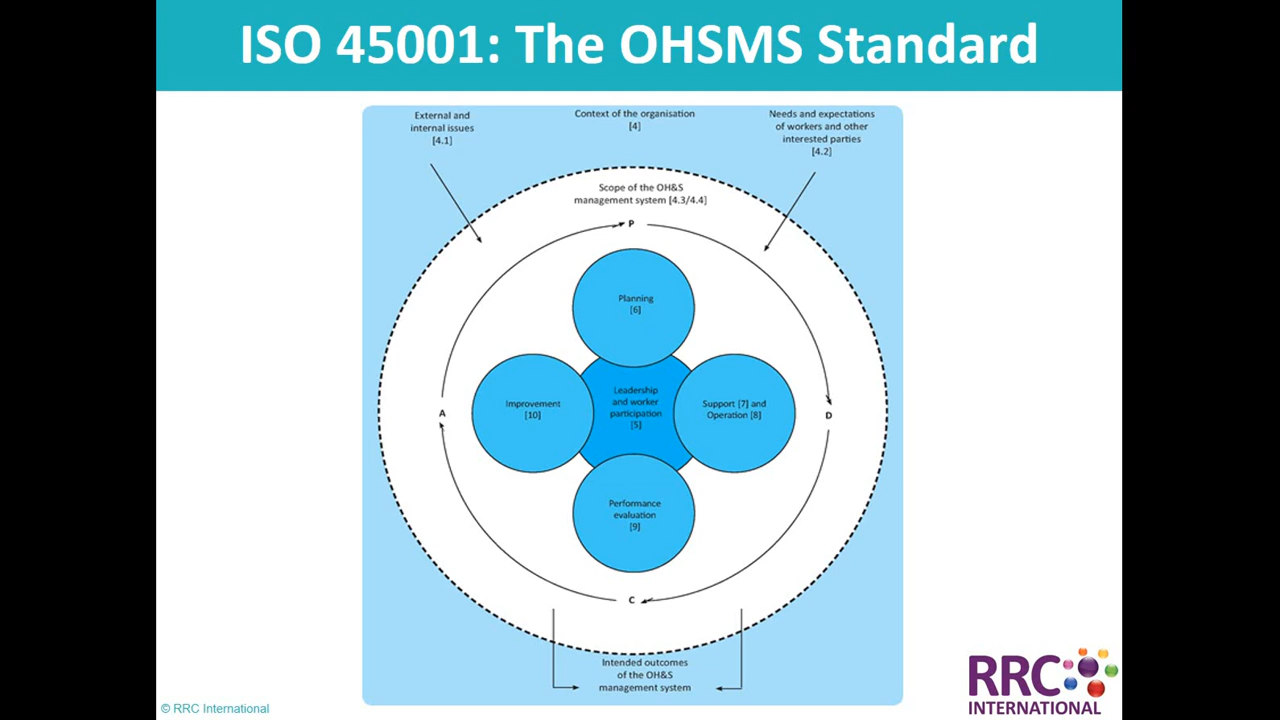 ISO 45001: The OHSMS Standard
External and
internal issues
[4.1]
Context of the organisation
[4]
Needs and expectations
of workers and other
interested parties
[4.2]
Scope of the OH&S
management system [4.3/4.4]
P
Planning
[6]
A
Improvement
[10]
Leadership
and worker
participation
[5]
Support [7] and
Operation [8]
D
Performance
evaluation
[9]
C
Intended outcomes
of the OH&S
management system
© RRC International
RRC
INTERNATIONAL